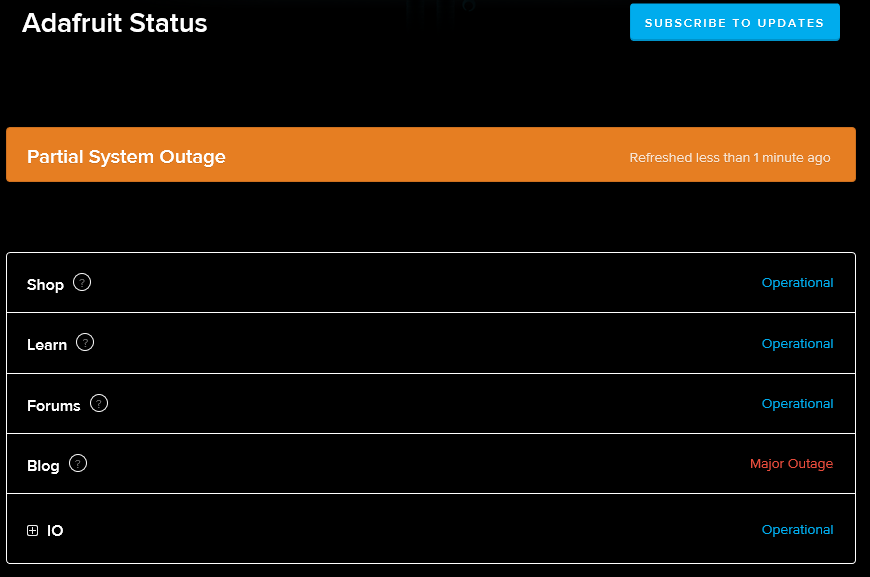 Adafruit Status
SUBSCRIBE TO UPDATES
Partial System Outage
Refreshed less than 1 minute ago
Shop ?
Operational
Learn ?
Operational
Forums ?
Operational
Blog ?
Major Outage
IO
Operational